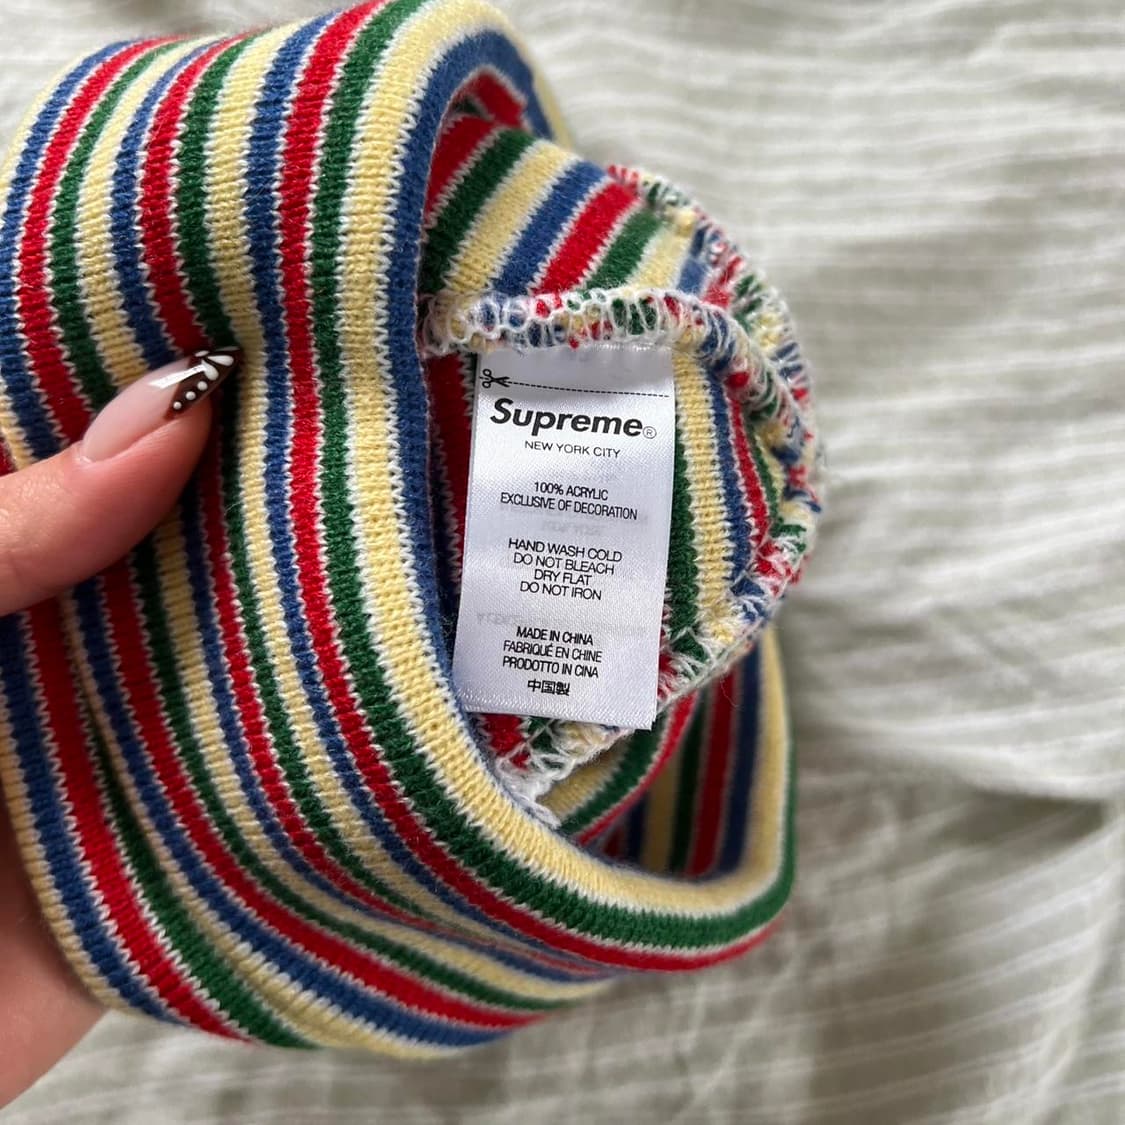 Supreme®
NEW YORK CITY
100% ACRYLIC
EXCLUSIVE OF DECORATION
HAND WASH COLD
DO NOT BLEACH
DRY FLAT
DO NOT IRON
MADE IN CHINA
FABRIQUÉ EN CHINE
PRODOTTO IN CINA
中国製